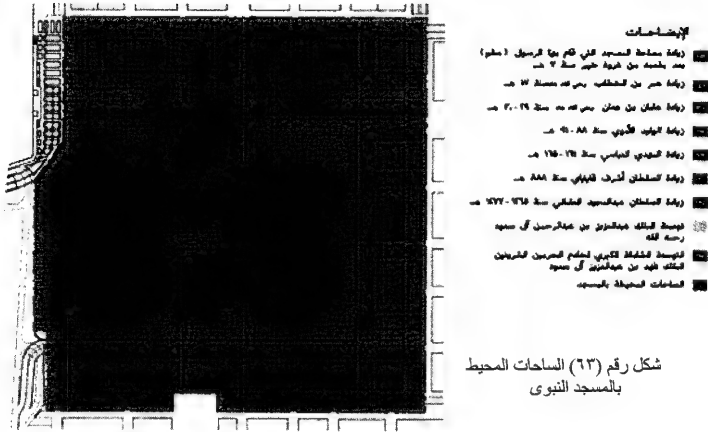 الإيضاحات
زيادة مساحة المسجد التي قام بها الرسول (صلعم)
بعد عودته من خيبر سنة ٧ هـ
زيادة عمر بن الخطاب رضي الله عنه سنة ١٧ هـ
زيادة عثمان بن عفان رضي الله عنه سنة ٢٩-٣٠ هـ
زيادة الوليد الأموي سنة ٨٨-٩١ هـ
زيادة المهدي العباسي سنة ١٦١-١٦٥ هـ
زيادة السلطان أشرف قايتباي سنة ٨٨٨ هـ
زيادة السلطان عبدالمجيد العثماني سنة ١٢٦٥-١٢٧٧ هـ
توسعة الملك عبدالعزيز بن عبدالرحمن آل سعود
رحمه الله
التوسعة الشاملة الكبرى لخادم الحرمين الشريفين
الملك فهد بن عبدالعزيز آل سعود
الساحات المحيطة بالمسجد
شكل رقم (٦٣) الساحات المحيط
بالمسجد النبوى